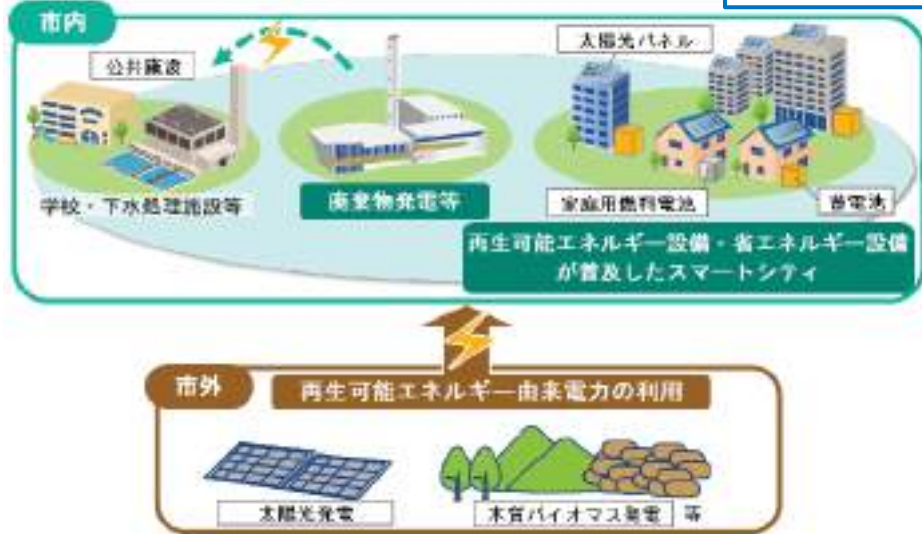 市内
太陽光パネル
公共施設
学校・下水処理施設等
廃棄物発電等
家庭用燃料電池
蓄電池
再生可能エネルギー設備・省エネルギー設備
が普及したスマートシティ
市外
再生可能エネルギー由来電力の利用
太陽光発電
木質バイオマス発電 等